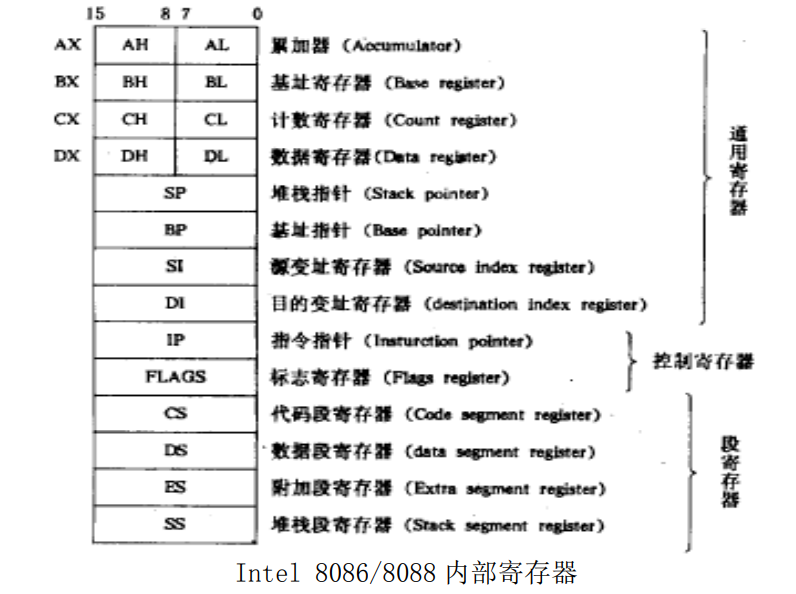 15 8 7 0
AX AH AL 累加器 (Accumulator)
BX BH BL 基址寄存器 (Base register)
CX CH CL 计数寄存器 (Count register)
DX DH DL 数据寄存器(Data register)
SP 堆栈指针 (Stack pointer)
BP 基址指针 (Base pointer)
SI 源变址寄存器 (Source index register)
DI 目的变址寄存器 (destination index register)
通用寄存器
IP 指令指针 (Insturction pointer)
FLAGS 标志寄存器 (Flags register)
控制寄存器
CS 代码段寄存器 (Code segment register)
DS 数据段寄存器 (data segment register)
ES 附加段寄存器 (Extra segment register)
SS 堆栈段寄存器 (Stack segment register)
段寄存器
Intel 8086/8088 内部寄存器